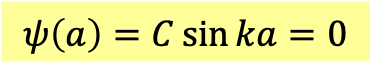 ψ(a) = C sin ka = 0